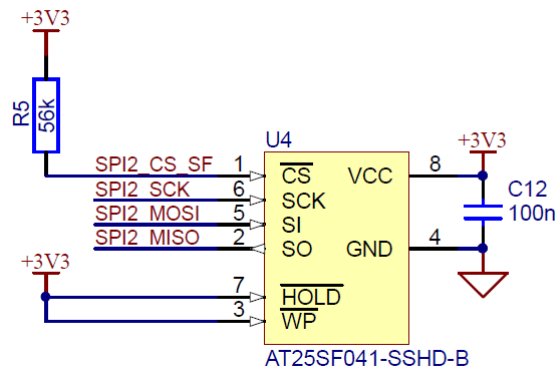 +3V3
R5
56k
U4
+3V3
SPI2_CS_SF 1 CS VCC 8
SPI2_SCK 6 SCK
C12
SPI2_MOSI 5 SI
100n
SPI2_MISO 2 SO GND 4
+3V3
7 HOLD
3 WP
AT25SF041-SSHD-B